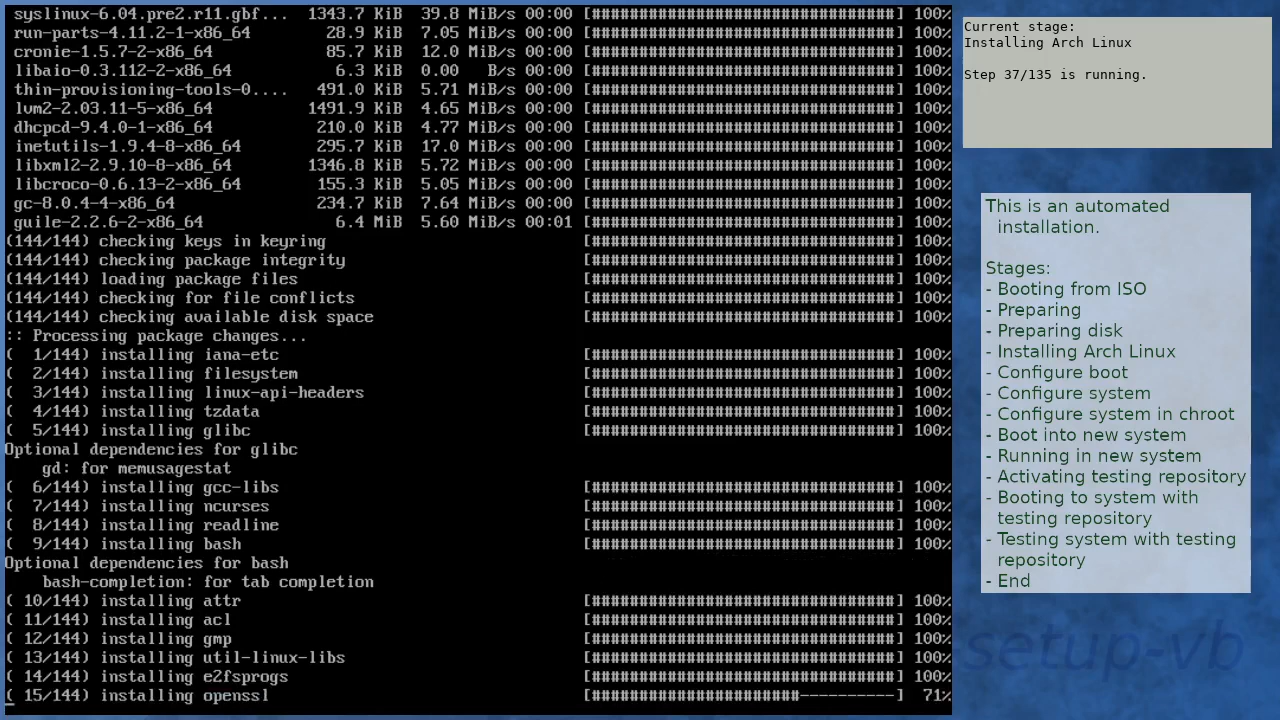 syslinux-6.04.pre2.r11.gbf... 1343.7 KiB 39.8 MiB/s 00:00 [################################] 100%
run-parts-4.11.2-1-x86_64 28.9 KiB 7.05 MiB/s 00:00 [################################] 100%
cronie-1.5.7-2-x86_64 85.7 KiB 12.0 MiB/s 00:00 [################################] 100%
libaio-0.3.112-2-x86_64 6.3 KiB 0.00 B/s 00:00 [################################] 100%
thin-provisioning-tools-0.... 491.0 KiB 5.71 MiB/s 00:00 [################################] 100%
lvm2-2.03.11-5-x86_64 1491.9 KiB 4.65 MiB/s 00:00 [################################] 100%
dhcpcd-9.4.0-1-x86_64 210.0 KiB 4.77 MiB/s 00:00 [################################] 100%
inetutils-1.9.4-8-x86_64 295.7 KiB 17.0 MiB/s 00:00 [################################] 100%
libxml2-2.9.10-8-x86_64 1346.8 KiB 5.72 MiB/s 00:00 [################################] 100%
libcroco-0.6.13-2-x86_64 155.3 KiB 5.05 MiB/s 00:00 [################################] 100%
gc-8.0.4-4-x86_64 234.7 KiB 7.64 MiB/s 00:00 [################################] 100%
guile-2.2.6-2-x86_64 6.4 MiB 5.60 MiB/s 00:01 [################################] 100%
(144/144) checking keys in keyring [################################] 100%
(144/144) checking package integrity [################################] 100%
(144/144) loading package files [################################] 100%
(144/144) checking for file conflicts [################################] 100%
(144/144) checking available disk space [################################] 100%
:: Processing package changes...
( 1/144) installing iana-etc [################################] 100%
( 2/144) installing filesystem [################################] 100%
( 3/144) installing linux-api-headers [################################] 100%
( 4/144) installing tzdata [################################] 100%
( 5/144) installing glibc [################################] 100%
Optional dependencies for glibc
gd: for memusagestat
( 6/144) installing gcc-libs [################################] 100%
( 7/144) installing ncurses [################################] 100%
( 8/144) installing readline [################################] 100%
( 9/144) installing bash [################################] 100%
Optional dependencies for bash
bash-completion: for tab completion
( 10/144) installing attr [################################] 100%
( 11/144) installing acl [################################] 100%
( 12/144) installing gmp [################################] 100%
( 13/144) installing util-linux-libs [################################] 100%
( 14/144) installing e2fsprogs [################################] 100%
( 15/144) installing openssl [######################----------] 71%
Current stage:
Installing Arch Linux
Step 37/135 is running.
This is an automated
installation.
Stages:
- Booting from ISO
- Preparing
- Preparing disk
- Installing Arch Linux
- Configure boot
- Configure system
- Configure system in chroot
- Boot into new system
- Running in new system
- Activating testing repository
- Booting to system with
testing repository
- Testing system with testing
repository
- End
setup-vb